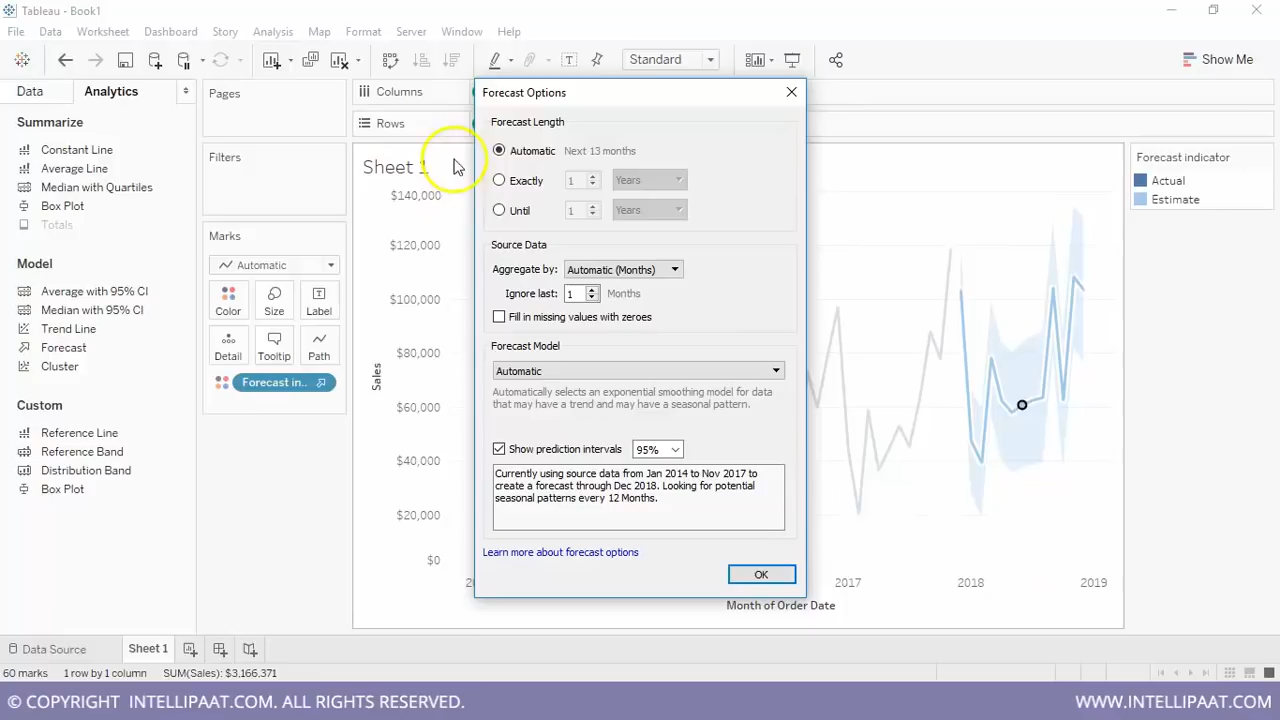 Tableau - Book1
File Data Worksheet Dashboard Story Analysis Map Format Server Window Help
Standard
Show Me
Data Analytics
Pages
Columns
Rows
Filters
Marks
Automatic
Color Size Label
Detail Tooltip Path
Forecast in..
Summarize
Constant Line
Average Line
Median with Quartiles
Box Plot
Totals
Model
Average with 95% CI
Median with 95% CI
Trend Line
Forecast
Cluster
Custom
Reference Line
Reference Band
Distribution Band
Box Plot
Sheet 1
$140,000
$120,000
$100,000
$80,000
$60,000
$40,000
$20,000
$0
Sales
2017 2018 2019
Month of Order Date
Forecast Options
Forecast Length
Automatic Next 13 months
Exactly 1 Years
Until 1 Years
Source Data
Aggregate by: Automatic (Months)
Ignore last: 1 Months
Fill in missing values with zeroes
Forecast Model
Automatic
Automatically selects an exponential smoothing model for data
that may have a trend and may have a seasonal pattern.
Show prediction intervals 95%
Currently using source data from Jan 2014 to Nov 2017 to
create a forecast through Dec 2018. Looking for potential
seasonal patterns every 12 Months.
Learn more about forecast options
OK
Forecast indicator
Actual
Estimate
Data Source Sheet 1
60 marks 1 row by 1 column SUM(Sales): $3,166,371
© COPYRIGHT INTELLIPAAT.COM. ALL RIGHTS RESERVED. WWW.INTELLIPAAT.COM